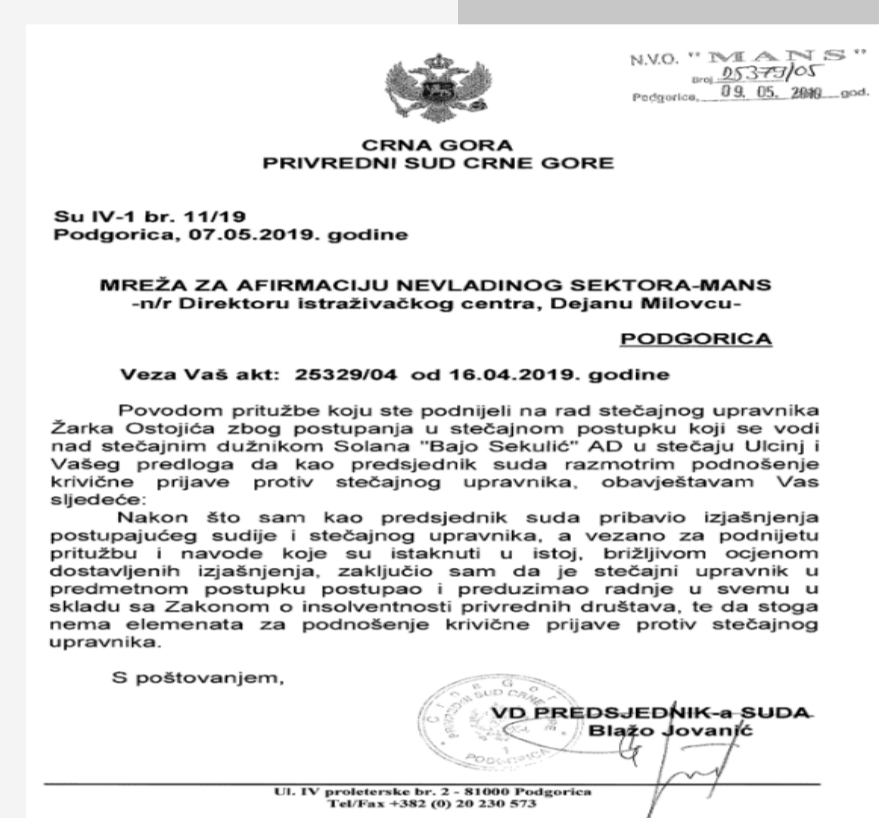 N.V.O. "MANS"
Broj 25379/05
Podgorica, 09. 05. 2019 god.
CRNA GORA
PRIVREDNI SUD CRNE GORE
Su IV-1 br. 11/19
Podgorica, 07.05.2019. godine
MREŽA ZA AFIRMACIJU NEVLADINOG SEKTORA-MANS
-n/r Direktoru istraživačkog centra, Dejanu Milovcu-
PODGORICA
Veza Vaš akt: 25329/04 od 16.04.2019. godine
Povodom pritužbe koju ste podnijeli na rad stečajnog upravnika
Žarka Ostojića zbog postupanja u stečajnom postupku koji se vodi
nad stečajnim dužnikom Solana "Bajo Sekulić" AD u stečaju Ulcinj i
Vašeg predloga da kao predsjednik suda razmotrim podnošenje
krivične prijave protiv stečajnog upravnika, obavještavam Vas
sljedeće:
Nakon što sam kao predsjednik suda pribavio izjašnjenja
postupajućeg sudije i stečajnog upravnika, a vezano za podnijetu
pritužbu i navode koje su istaknuti u istoj, brižljivom ocjenom
dostavljenih izjašnjenja, zaključio sam da je stečajni upravnik u
predmetnom postupku postupao i preduzimao radnje u svemu u
skladu sa Zakonom o insolventnosti privrednih društava, te da stoga
nema elemenata za podnošenje krivične prijave protiv stečajnog
upravnika.
S poštovanjem,
Crna Gora
PRIVREDNI SUD CRNE GORE
1
PODGORICA
VD PREDSJEDNIK-a SUDA
Blažo Jovanić
Ul. IV proleterske br. 2 - 81000 Podgorica
Tel/Fax +382 (0) 20 230 573